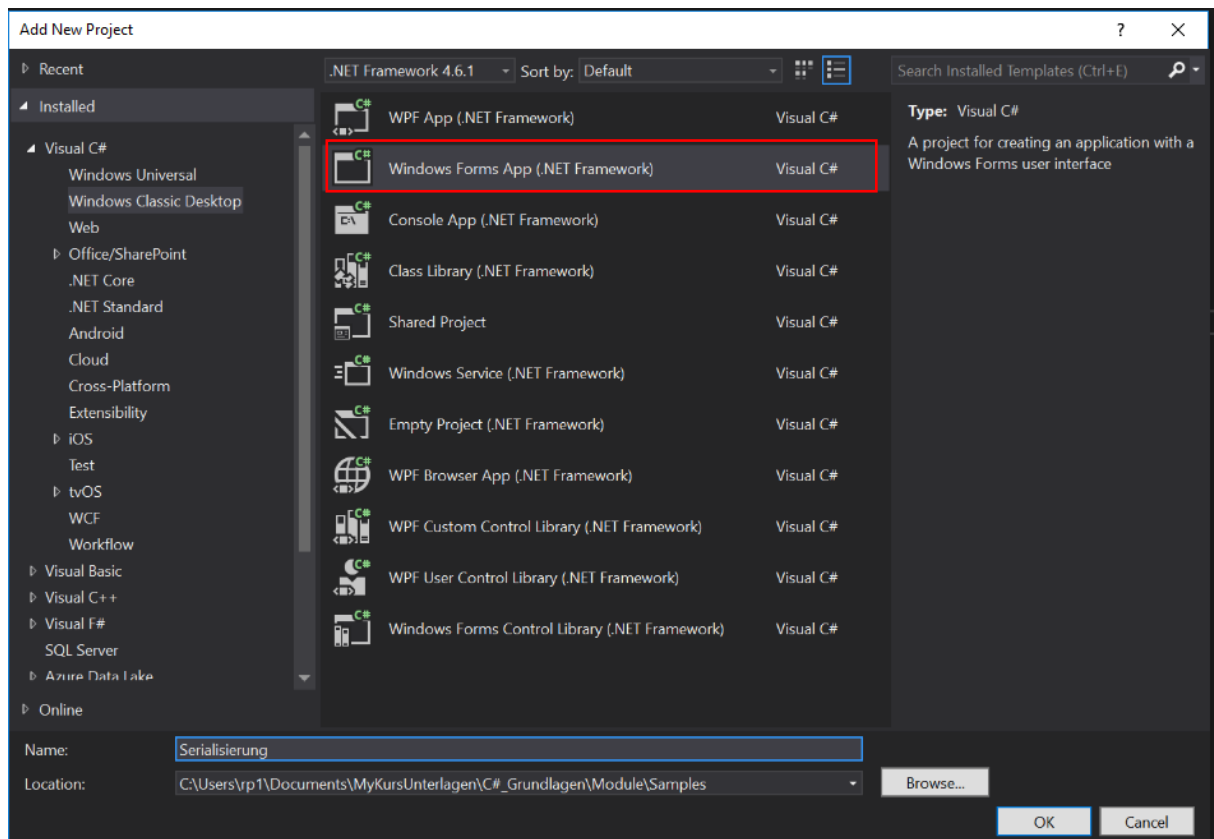 Add New Project
?
Recent
.NET Framework 4.6.1
Sort by:
Default
Search Installed Templates (Ctrl+E)
Installed
Visual C#
Windows Universal
Windows Classic Desktop
Web
Office/SharePoint
.NET Core
.NET Standard
Android
Cloud
Cross-Platform
Extensibility
iOS
Test
tvOS
WCF
Workflow
Visual Basic
Visual C++
Visual F#
SQL Server
Azure Data Lake
Online
C# WPF App (.NET Framework) Visual C#
C# Windows Forms App (.NET Framework) Visual C#
C# Console App (.NET Framework) Visual C#
C# Class Library (.NET Framework) Visual C#
C# Shared Project Visual C#
C# Windows Service (.NET Framework) Visual C#
C# Empty Project (.NET Framework) Visual C#
C# WPF Browser App (.NET Framework) Visual C#
C# WPF Custom Control Library (.NET Framework) Visual C#
C# WPF User Control Library (.NET Framework) Visual C#
C# Windows Forms Control Library (.NET Framework) Visual C#
Type: Visual C#
A project for creating an application with a
Windows Forms user interface
Name: Serialisierung
Location: C:\Users\rp1\Documents\MyKursUnterlagen\C#_Grundlagen\Module\Samples
Browse...
OK
Cancel